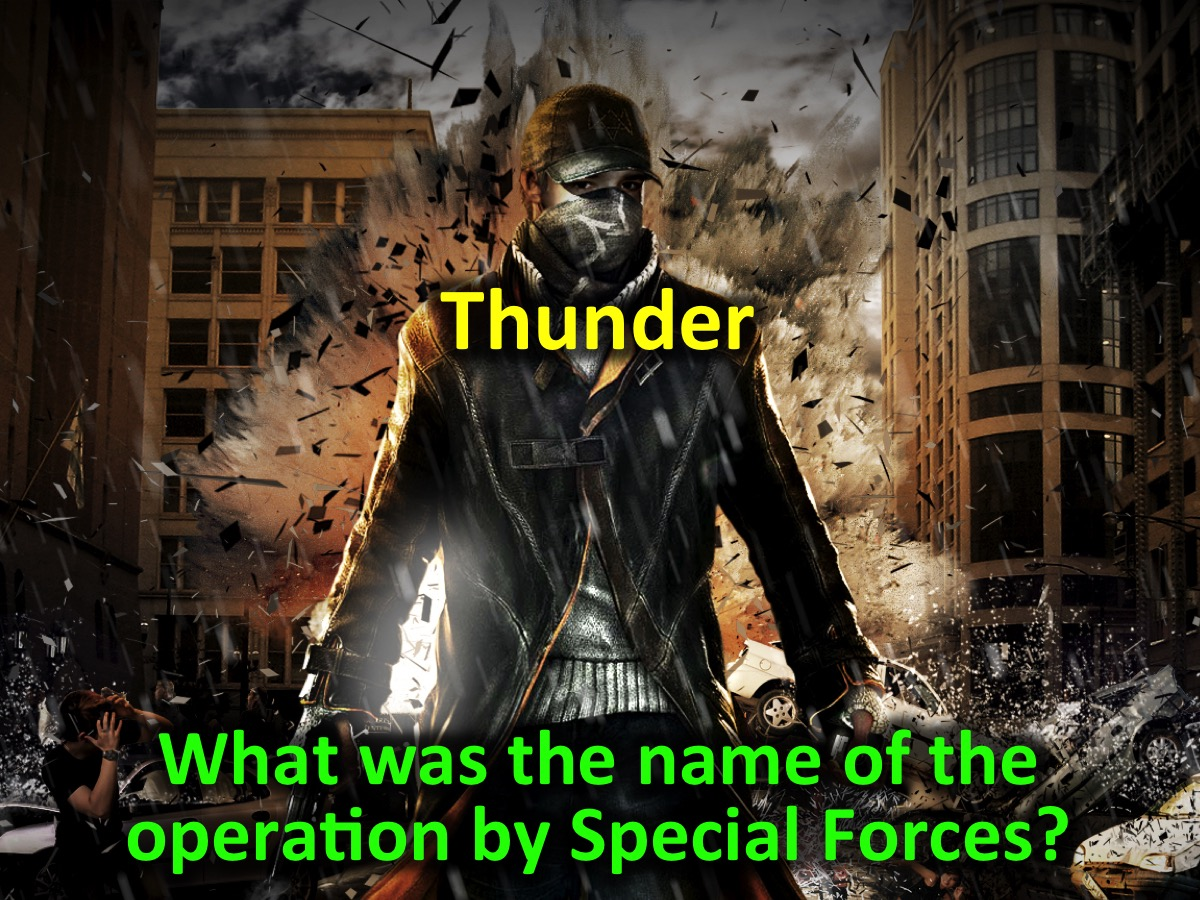 Thunder
What was the name of the
operation by Special Forces?